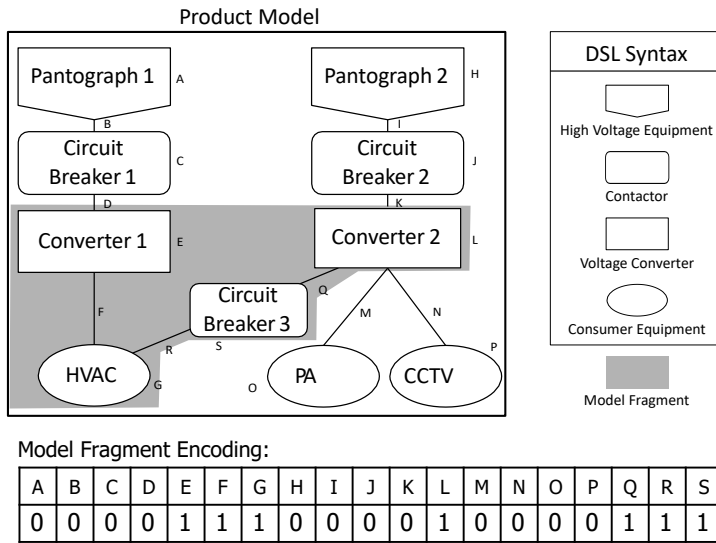 Product Model
Pantograph 1
A
Pantograph 2
H
B
I
Circuit
Breaker 1
C
Circuit
Breaker 2
J
D
K
Converter 1
E
Converter 2
L
Q
Circuit
Breaker 3
F
M
N
R
S
P
HVAC
G
O
PA
CCTV
DSL Syntax
High Voltage Equipment
Contactor
Voltage Converter
Consumer Equipment
Model Fragment
Model Fragment Encoding:
A B C D E F G H I J K L M N O P Q R S
0 0 0 0 1 1 1 0 0 0 0 1 0 0 0 0 1 1 1